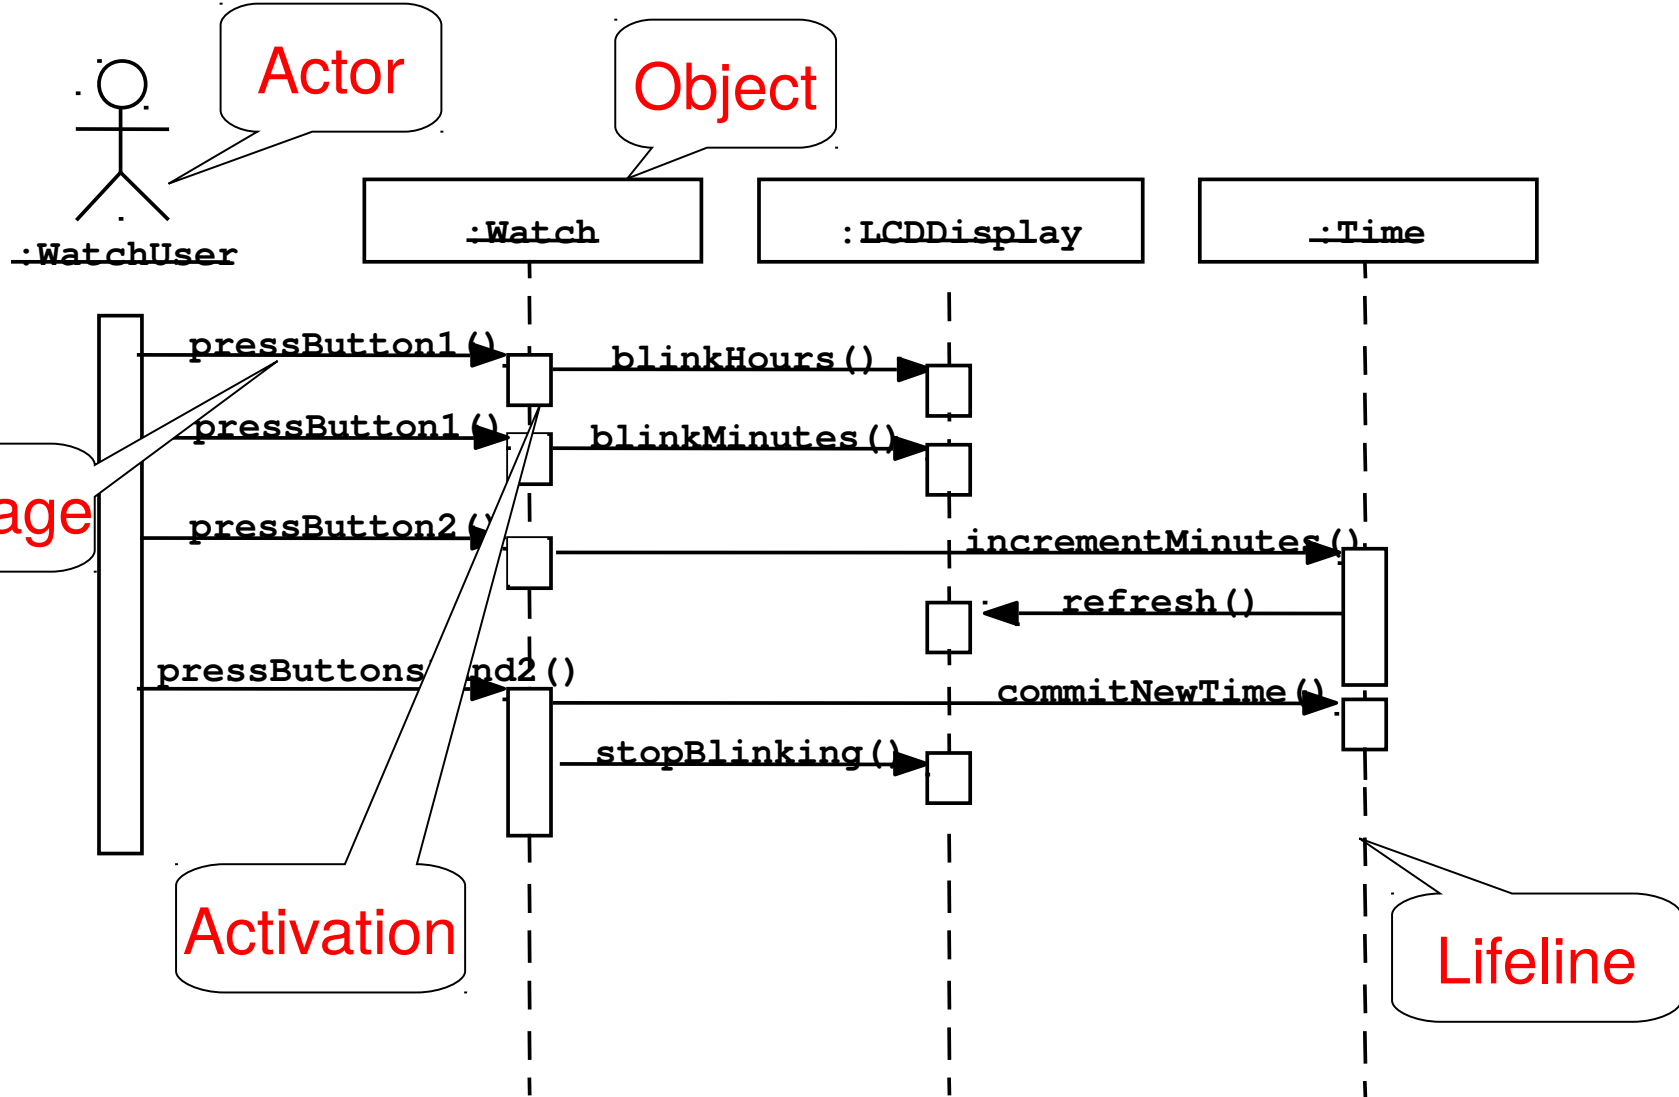 Actor
Object
:WatchUser
:Watch
:LCDDisplay
:Time
pressButton1()
blinkHours()
pressButton1()
blinkMinutes()
age
pressButton2()
incrementMinutes()
refresh()
pressButtons nd2()
commitNewTime()
stopBlinking()
Activation
Lifeline